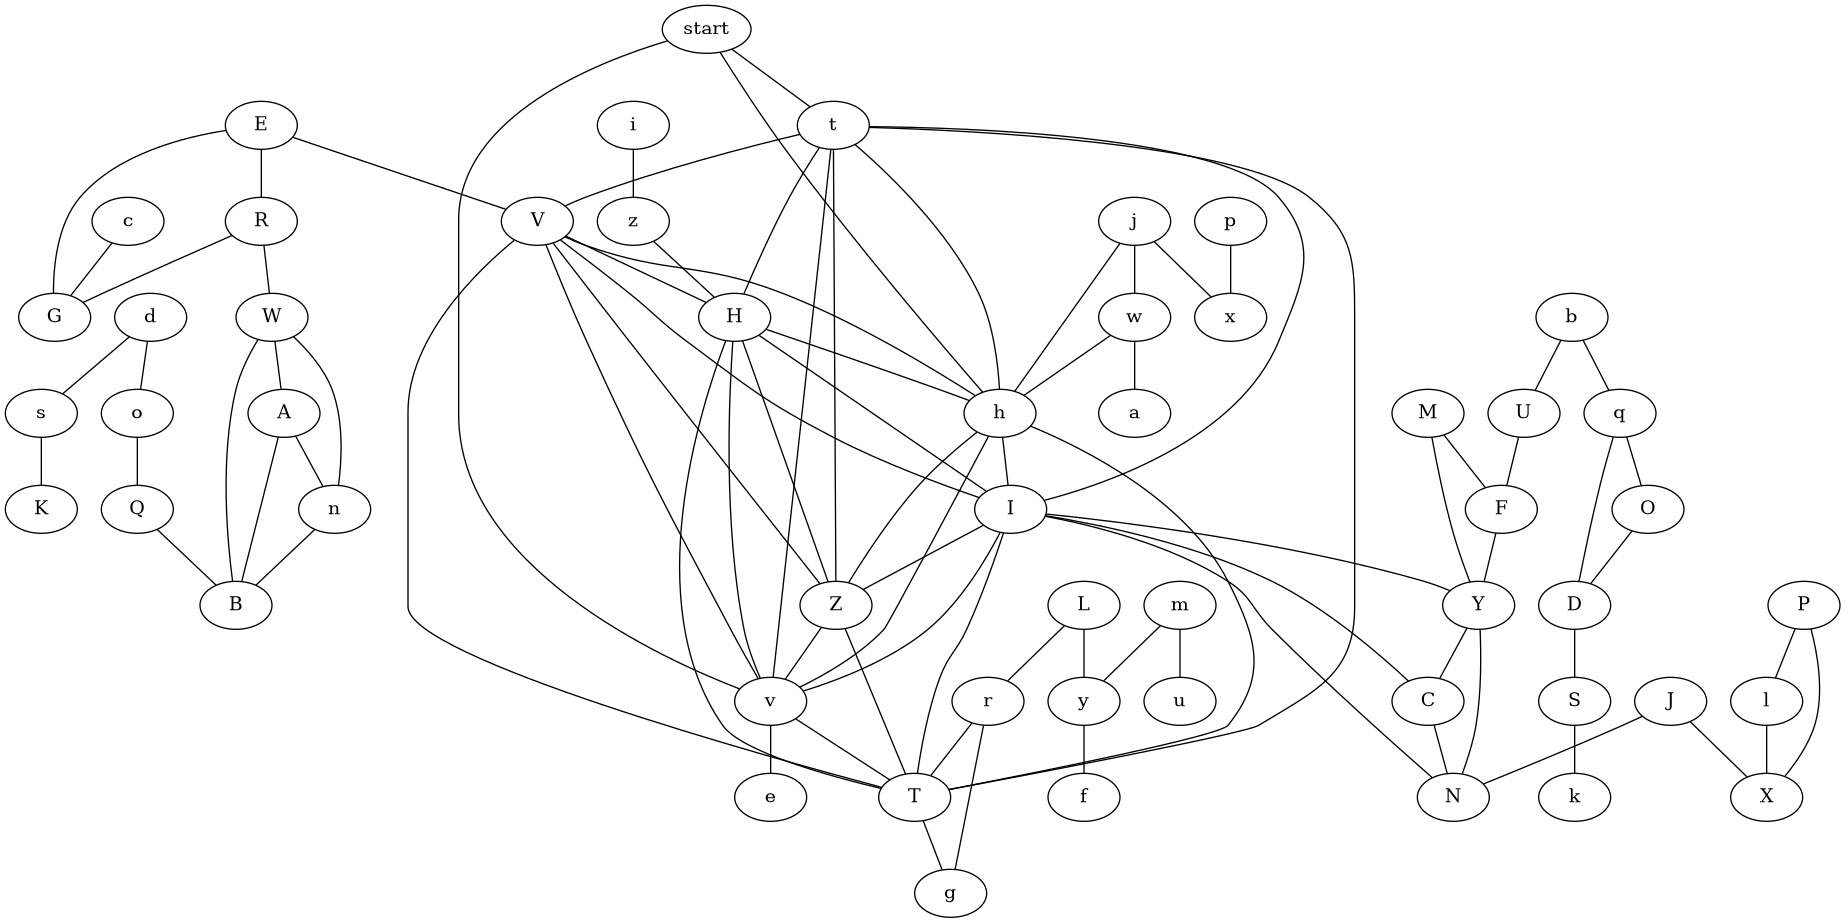 start
E
i
t
c
R
V
z
j
p
G
d
W
H
w
x
b
s
o
A
h
a
M
U
q
K
Q
n
I
F
O
B
Z
L
m
Y
D
P
v
r
y
u
C
S
J
l
e
T
f
N
k
X
g